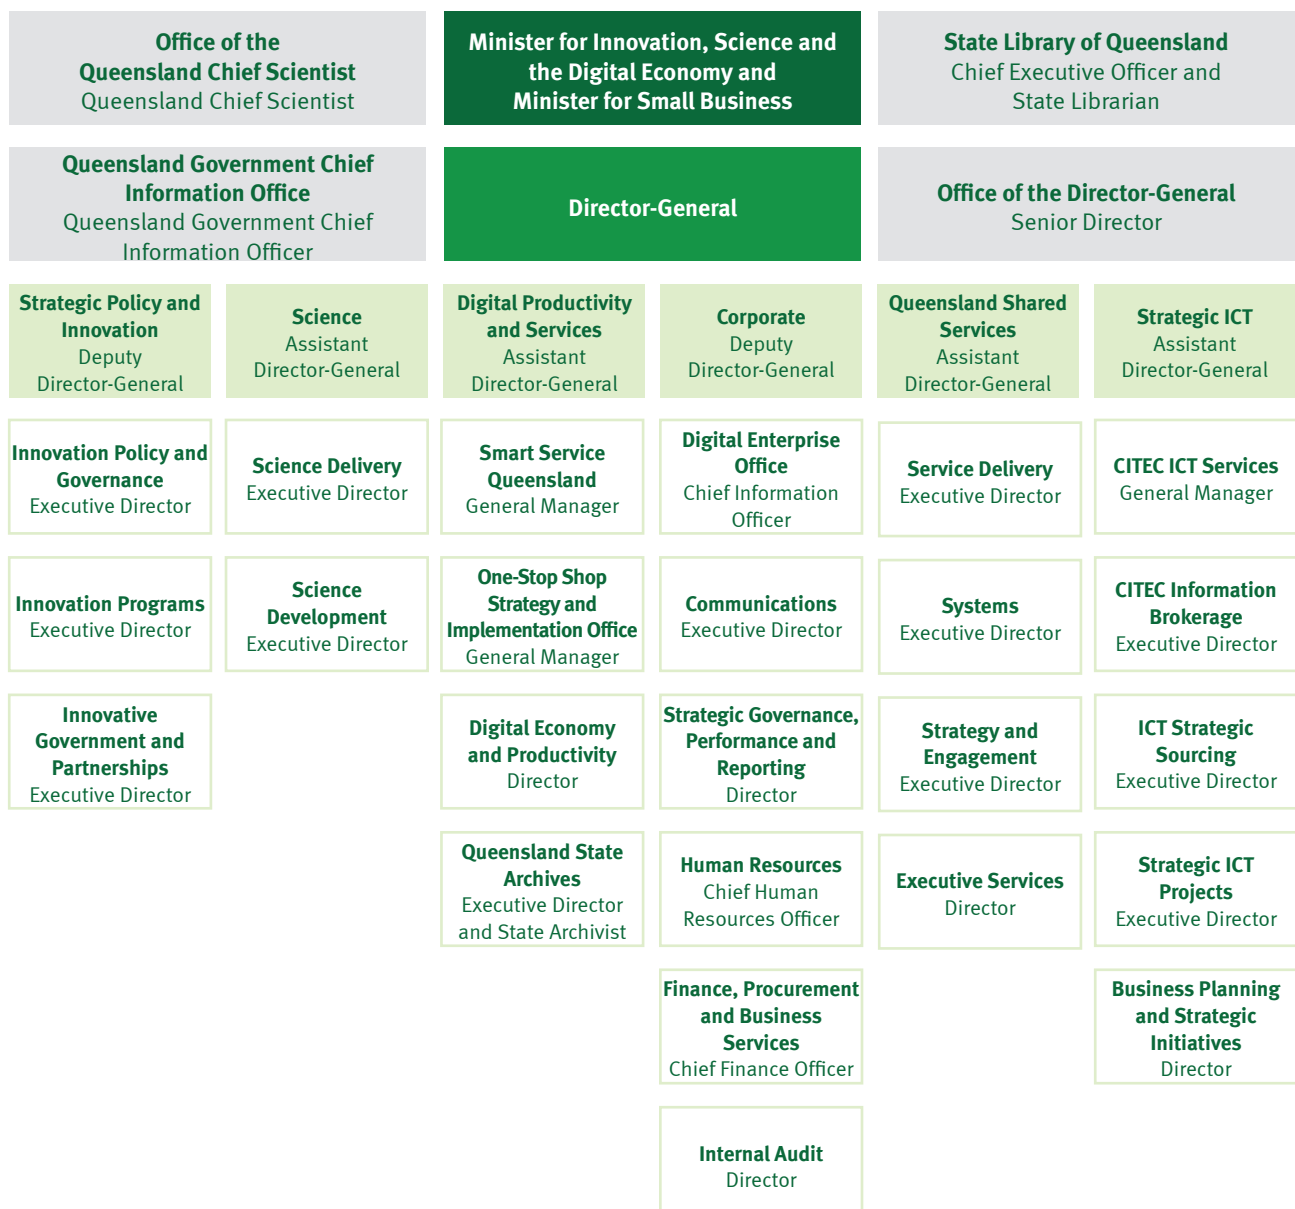 Office of the
Queensland Chief Scientist
Queensland Chief Scientist
Minister for Innovation, Science and
the Digital Economy and
Minister for Small Business
State Library of Queensland
Chief Executive Officer and
State Librarian
Queensland Government Chief
Information Office
Queensland Government Chief
Information Officer
Director-General
Office of the Director-General
Senior Director
Strategic Policy and
Innovation
Deputy
Director-General
Science
Assistant
Director-General
Digital Productivity
and Services
Assistant
Director-General
Corporate
Deputy
Director-General
Queensland Shared
Services
Assistant
Director-General
Strategic ICT
Assistant
Director-General
Innovation Policy and
Governance
Executive Director
Science Delivery
Executive Director
Smart Service
Queensland
General Manager
Digital Enterprise
Office
Chief Information
Officer
Service Delivery
Executive Director
CITEC ICT Services
General Manager
Innovation Programs
Executive Director
Science
Development
Executive Director
One-Stop Shop
Strategy and
Implementation Office
General Manager
Communications
Executive Director
Systems
Executive Director
CITEC Information
Brokerage
Executive Director
Innovative
Government and
Partnerships
Executive Director
Digital Economy
and Productivity
Director
Strategic Governance,
Performance and
Reporting
Director
Strategy and
Engagement
Executive Director
ICT Strategic
Sourcing
Executive Director
Queensland State
Archives
Executive Director
and State Archivist
Human Resources
Chief Human
Resources Officer
Executive Services
Director
Strategic ICT
Projects
Executive Director
Finance, Procurement
and Business
Services
Chief Finance Officer
Business Planning
and Strategic
Initiatives
Director
Internal Audit
Director